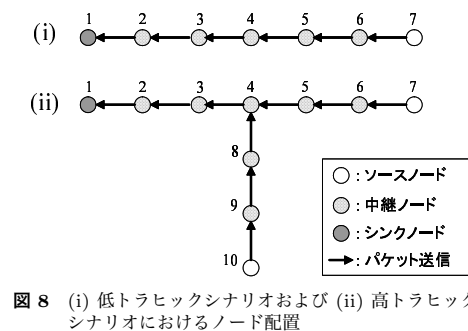 1 2 3 4 5 6 7
(i)
1 2 3 4 5 6 7
(ii)
8
9
10
: ソースノード
: 中継ノード
: シンクノード
: パケット送信
図 8 (i) 低トラヒックシナリオおよび (ii) 高トラヒック
シナリオにおけるノード配置